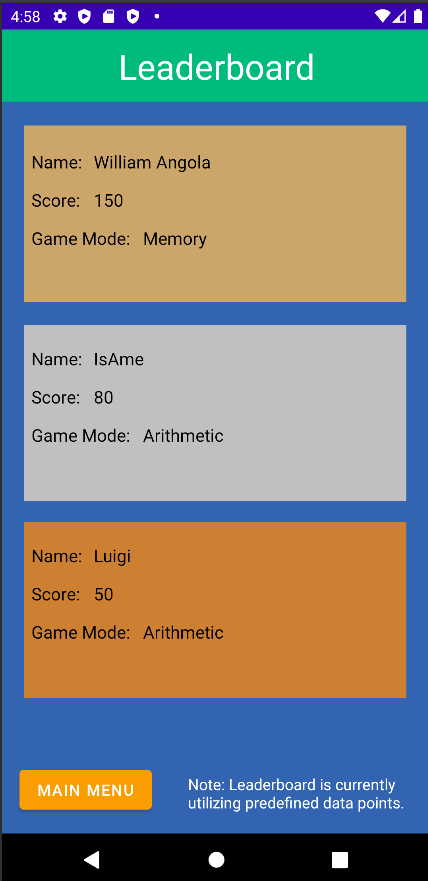 4:58
Leaderboard
Name: William Angola
Score: 150
Game Mode: Memory
Name: IsAme
Score: 80
Game Mode: Arithmetic
Name: Luigi
Score: 50
Game Mode: Arithmetic
MAIN MENU
Note: Leaderboard is currently
utilizing predefined data points.